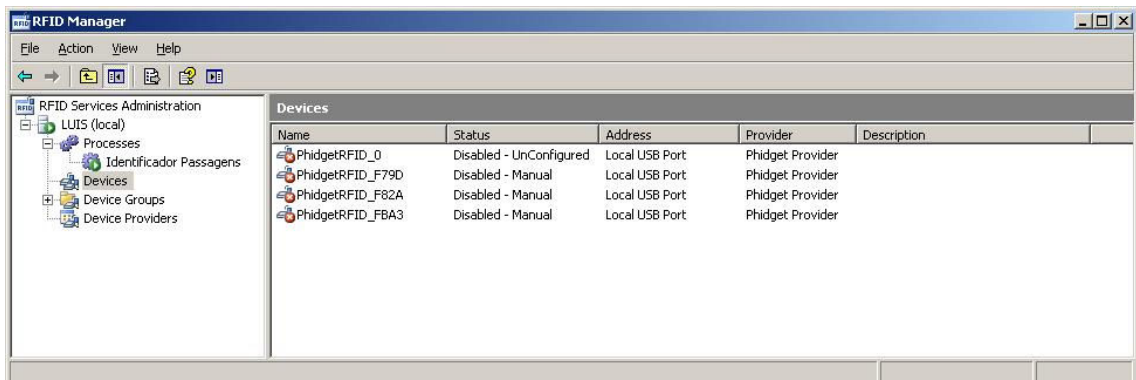 RFID Manager
File Action View Help
RFID Services Administration
LUIS (local)
Processes
Identificador Passagens
Devices
Device Groups
Device Providers
Devices
Name Status Address Provider Description
PhidgetRFID_0 Disabled - UnConfigured Local USB Port Phidget Provider
PhidgetRFID_F79D Disabled - Manual Local USB Port Phidget Provider
PhidgetRFID_F82A Disabled - Manual Local USB Port Phidget Provider
PhidgetRFID_FBA3 Disabled - Manual Local USB Port Phidget Provider